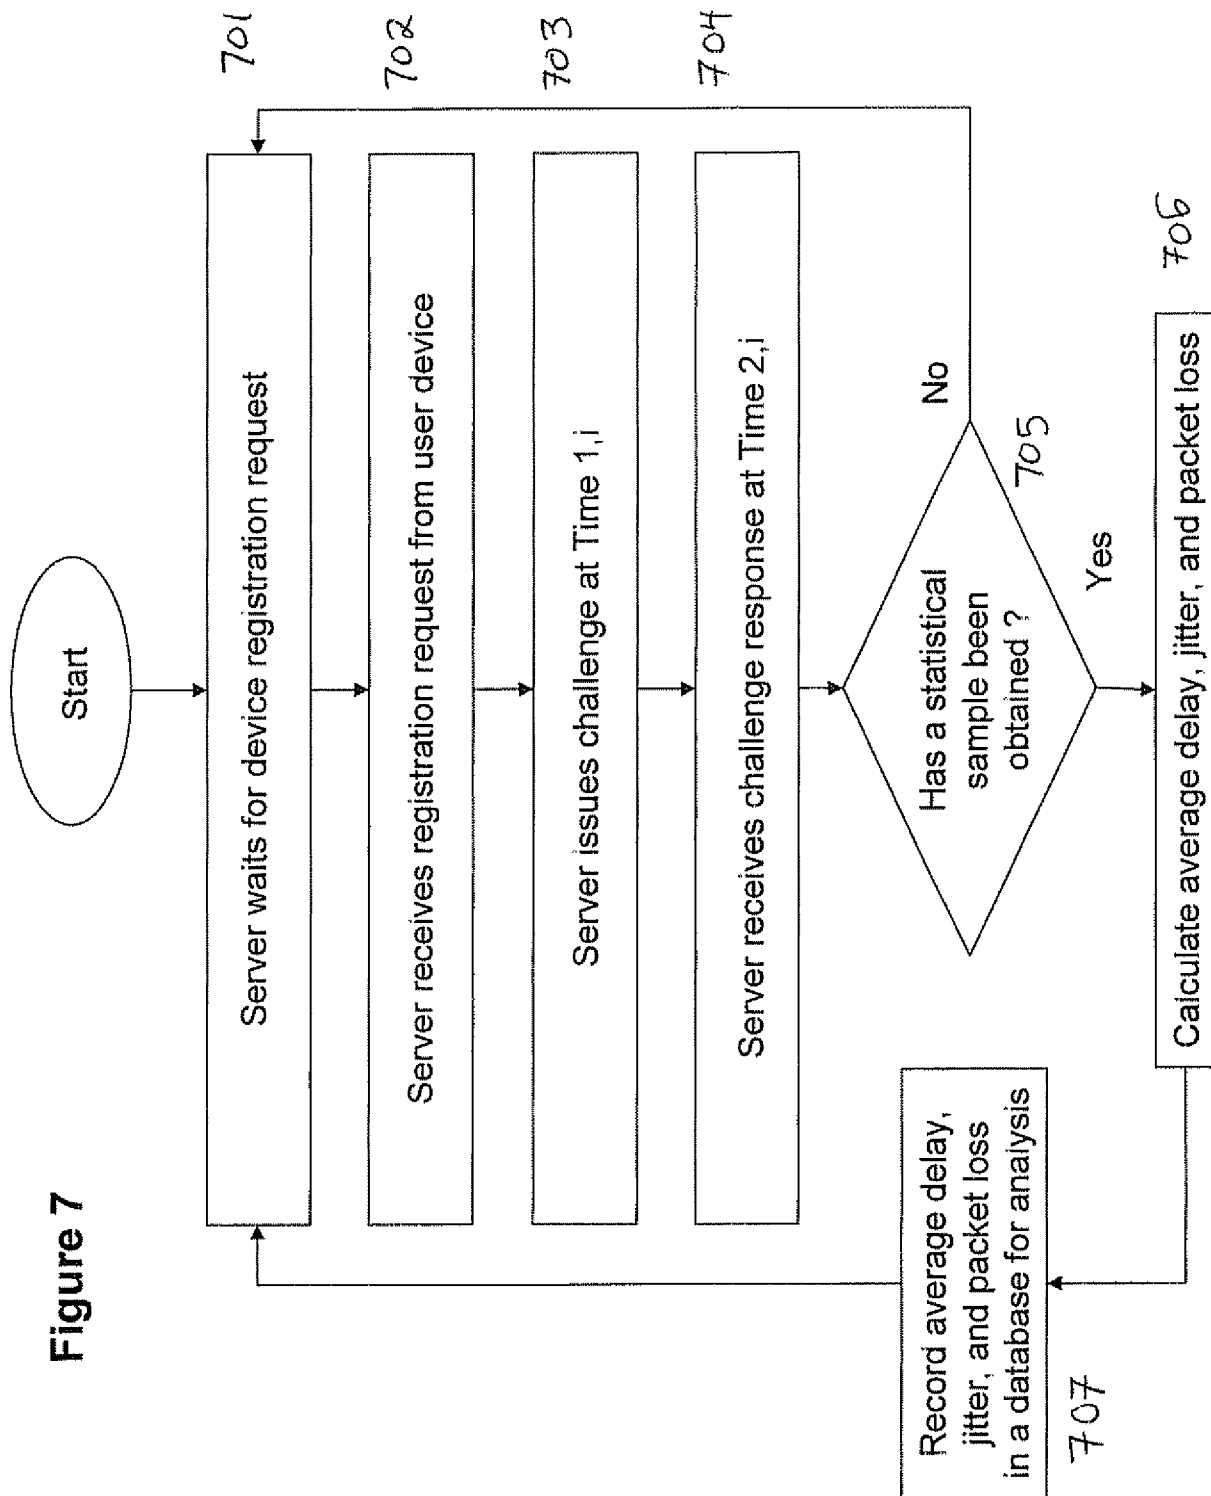 Figure 7
Start
Server waits for device registration request
701
Server receives registration request from user device
702
Server issues challenge at Time 1,i
703
Server receives challenge response at Time 2,i
704
Has a statistical
sample been
obtained ?
705
No
Yes
Calculate average delay, jitter, and packet loss
706
Record average delay,
jitter, and packet loss
in a database for analysis
707